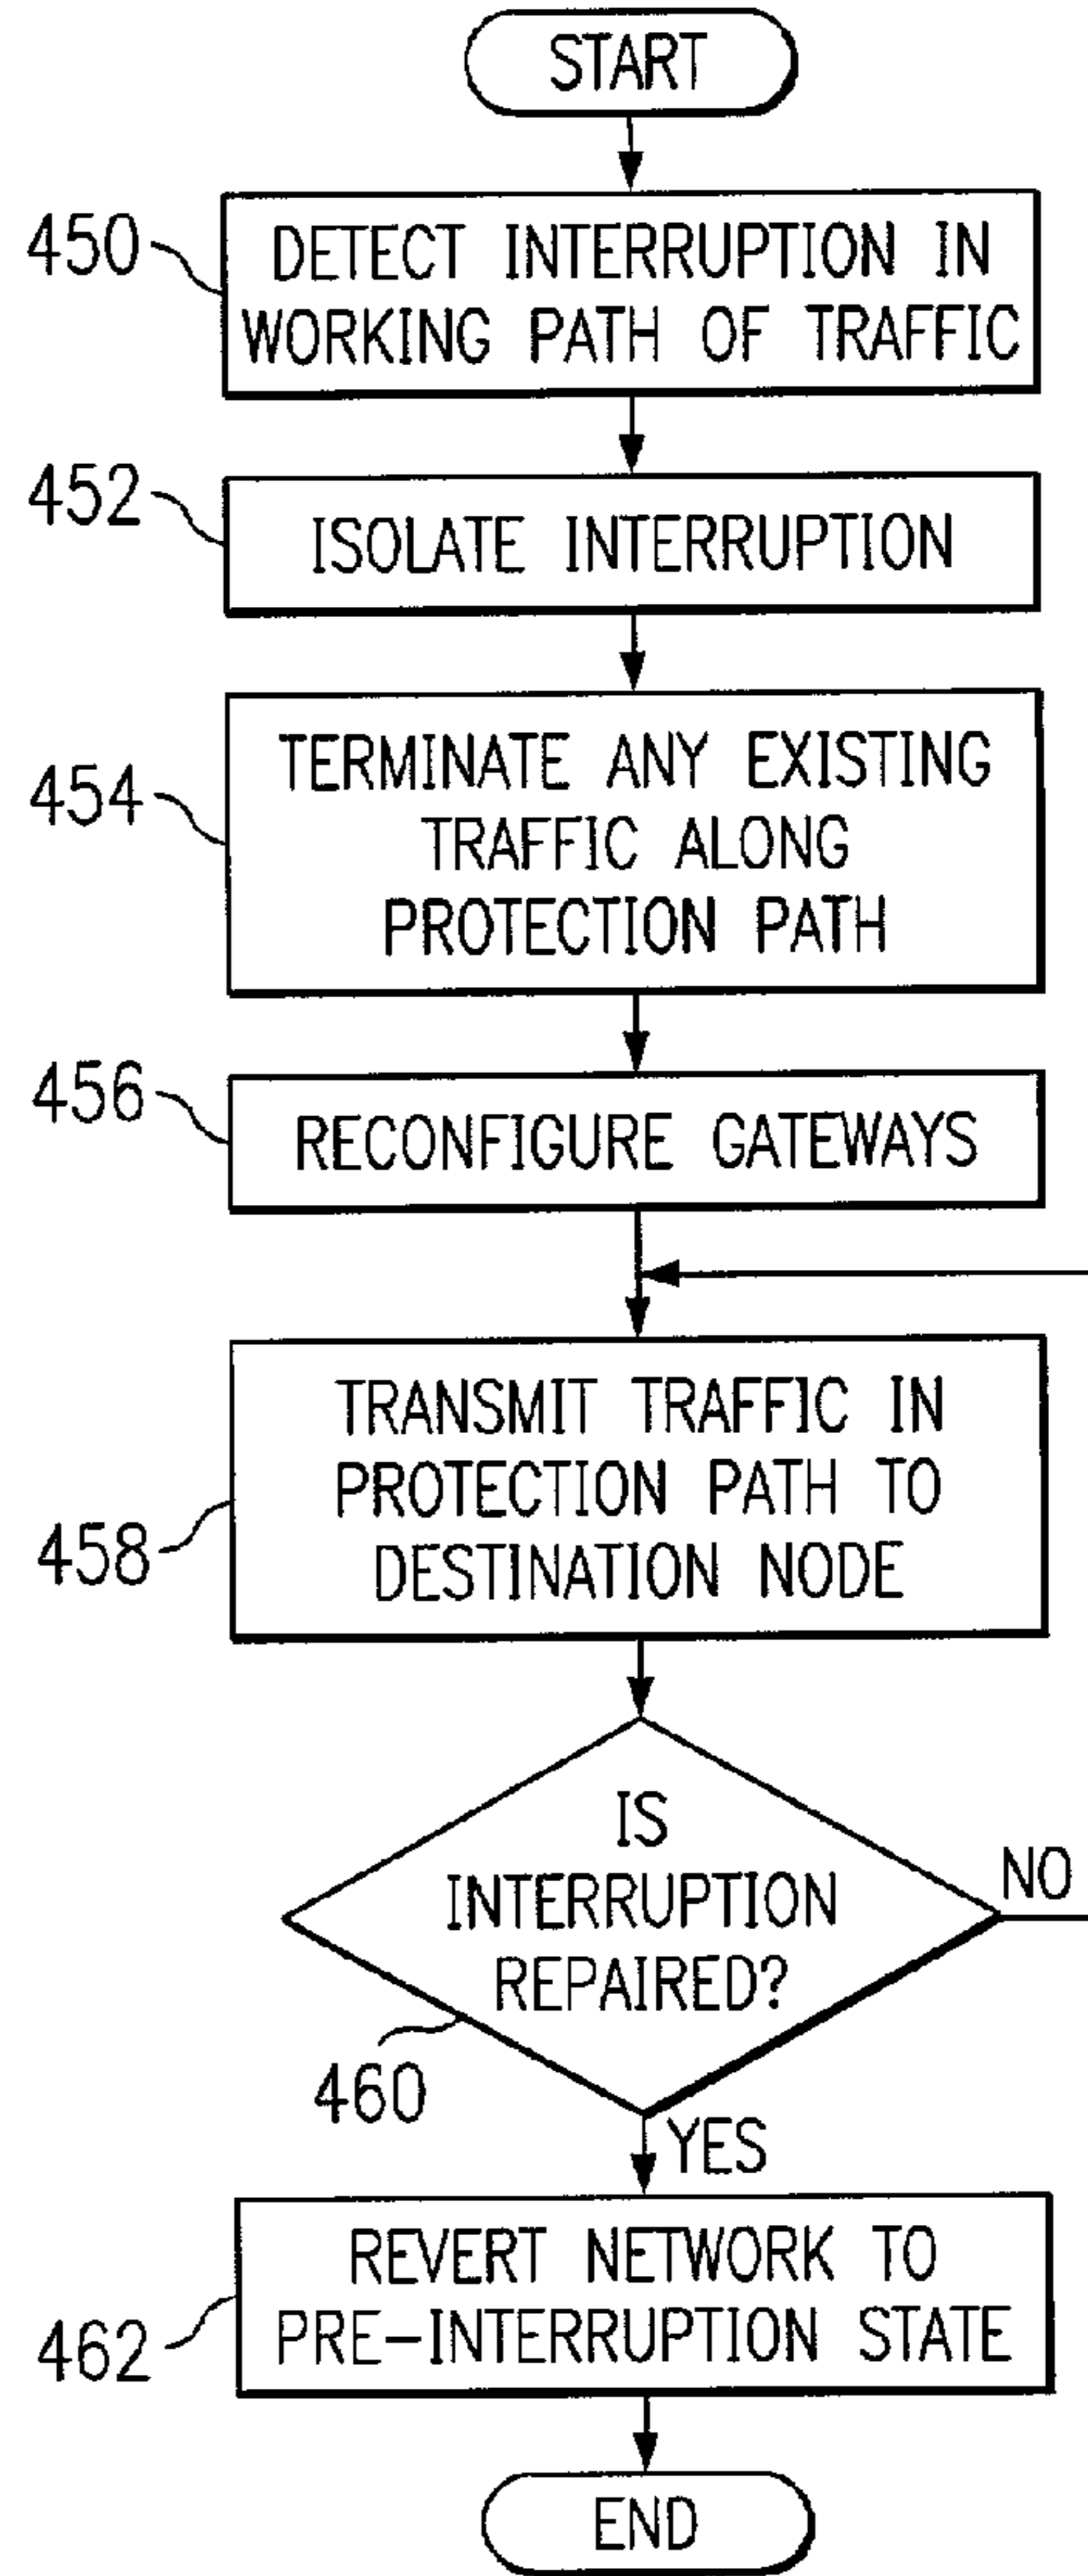 START
450
DETECT INTERRUPTION IN
WORKING PATH OF TRAFFIC
452
ISOLATE INTERRUPTION
454
TERMINATE ANY EXISTING
TRAFFIC ALONG
PROTECTION PATH
456
RECONFIGURE GATEWAYS
458
TRANSMIT TRAFFIC IN
PROTECTION PATH TO
DESTINATION NODE
IS
INTERRUPTION
REPAIRED?
NO
460
YES
462
REVERT NETWORK TO
PRE-INTERRUPTION STATE
END